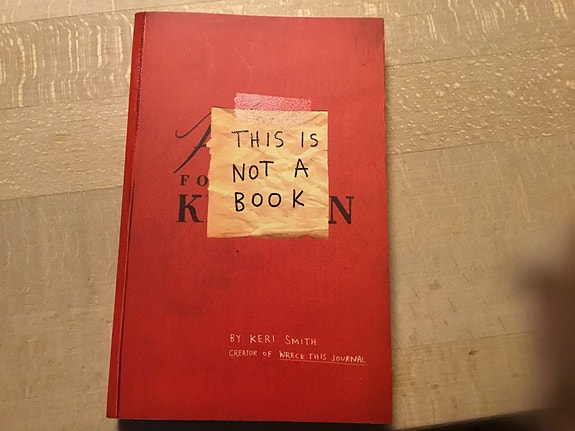 THIS IS
NOT A
BOOK
BY KERI SMITH
CREATOR OF WRECK THIS JOURNAL